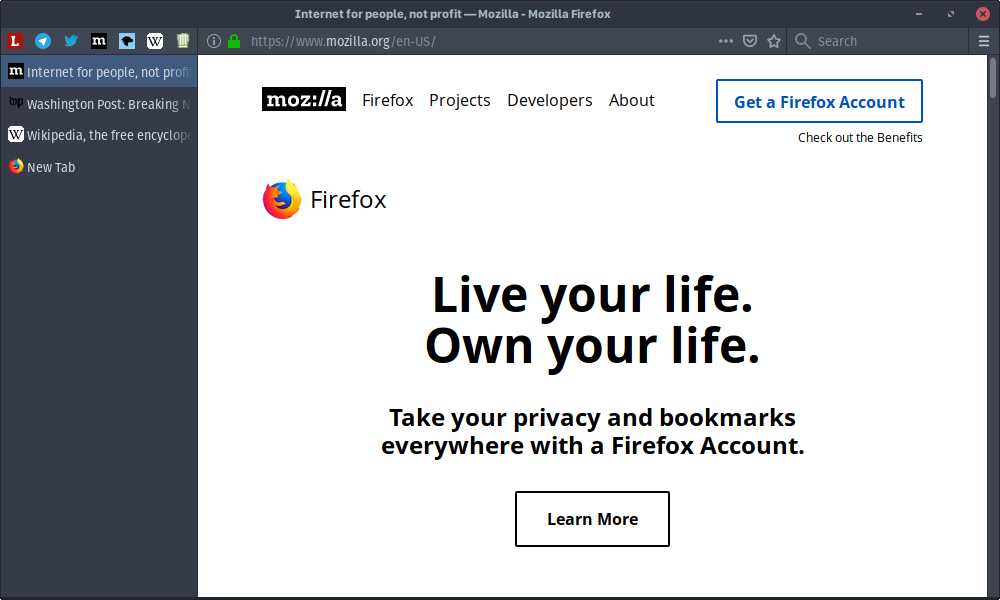 Internet for people, not profit — Mozilla - Mozilla Firefox
L m W
https://www.mozilla.org/en-US/
Search
m Internet for people, not profi
wp Washington Post: Breaking N
W Wikipedia, the free encyclope
New Tab
moz://a Firefox Projects Developers About
Get a Firefox Account
Check out the Benefits
Firefox
Live your life.
Own your life.
Take your privacy and bookmarks
everywhere with a Firefox Account.
Learn More